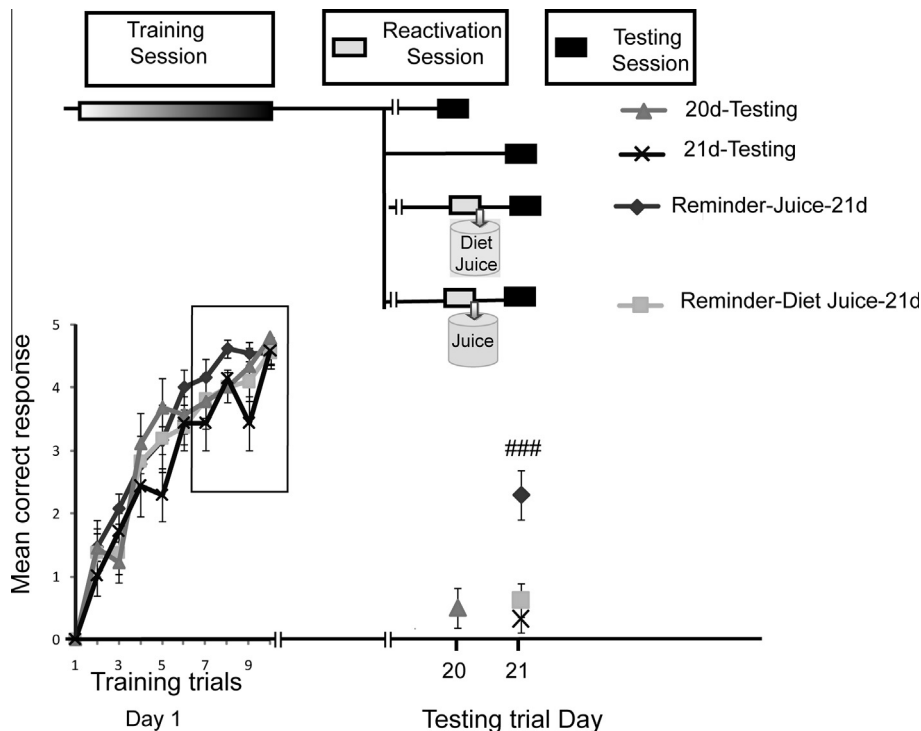 Training
Session
Reactivation
Session
Testing
Session
20d-Testing
21d-Testing
Reminder-Juice-21d
Diet
Juice
Reminder-Diet Juice-21d
Juice
5
4
3
2
1
0
Mean correct response
###
1 3 5 7 9
20 21
Training trials
Day 1
Testing trial Day